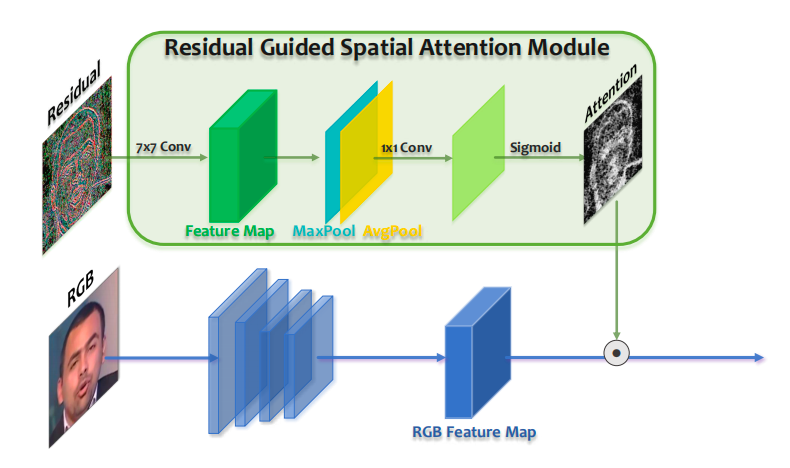 Residual Guided Spatial Attention Module
Residual
7x7 Conv
1x1 Conv
Sigmoid
Attention
Feature Map
MaxPool
AvgPool
RGB
RGB Feature Map